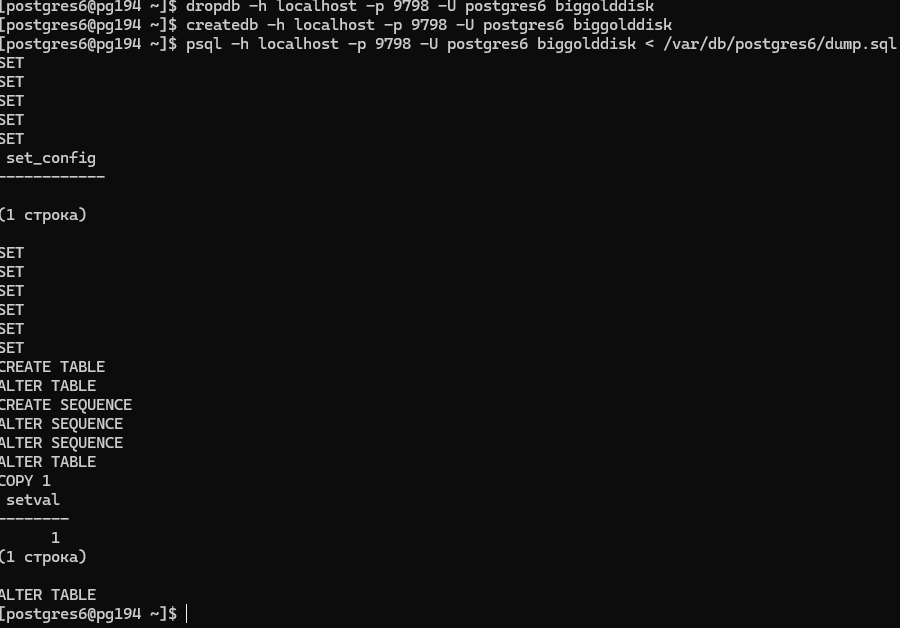 [postgres6@pg194 ~]$ dropdb -h localhost -p 9798 -U postgres6 biggolddisk
[postgres6@pg194 ~]$ createdb -h localhost -p 9798 -U postgres6 biggolddisk
[postgres6@pg194 ~]$ psql -h localhost -p 9798 -U postgres6 biggolddisk < /var/db/postgres6/dump.sql
SET
SET
SET
SET
SET
 set_config
------------

(1 строка)

SET
SET
SET
SET
SET
SET
CREATE TABLE
ALTER TABLE
CREATE SEQUENCE
ALTER SEQUENCE
ALTER SEQUENCE
ALTER TABLE
COPY 1
 setval
--------
      1
(1 строка)

ALTER TABLE
[postgres6@pg194 ~]$